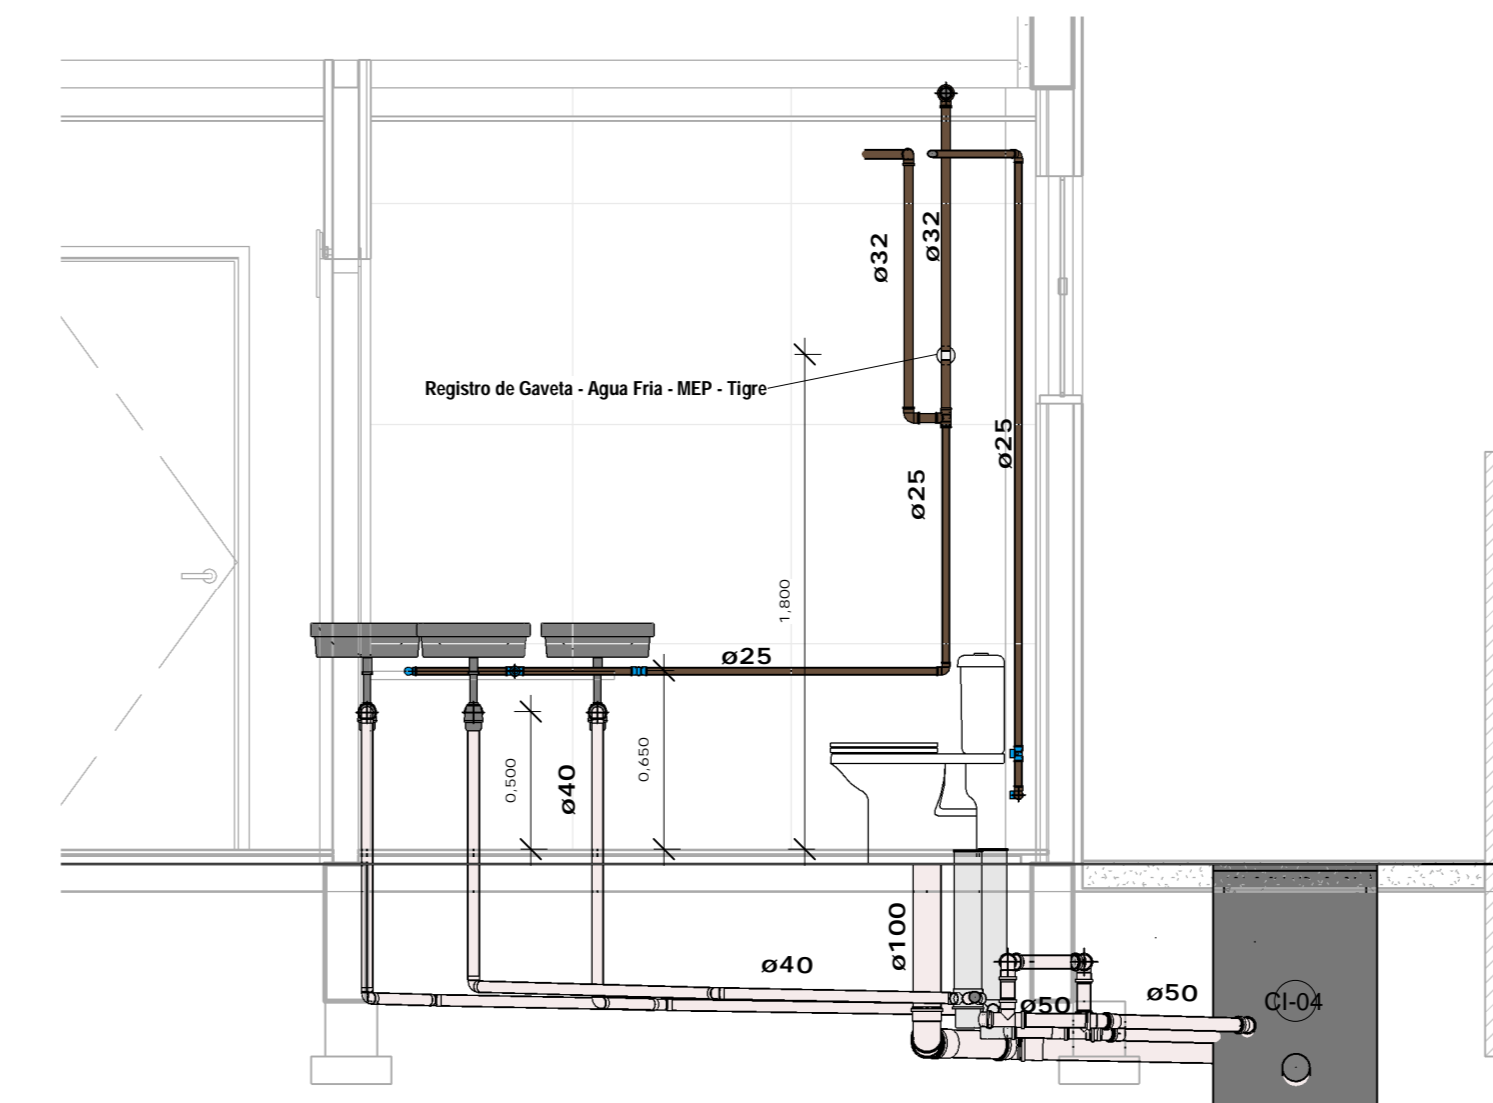 ø32
ø32
Registro de Gaveta - Agua Fria - MEP - Tigre
ø25
ø25
1,800
ø25
0,500
ø40
0,650
ø100
ø40
ø50
ø50
CI-04